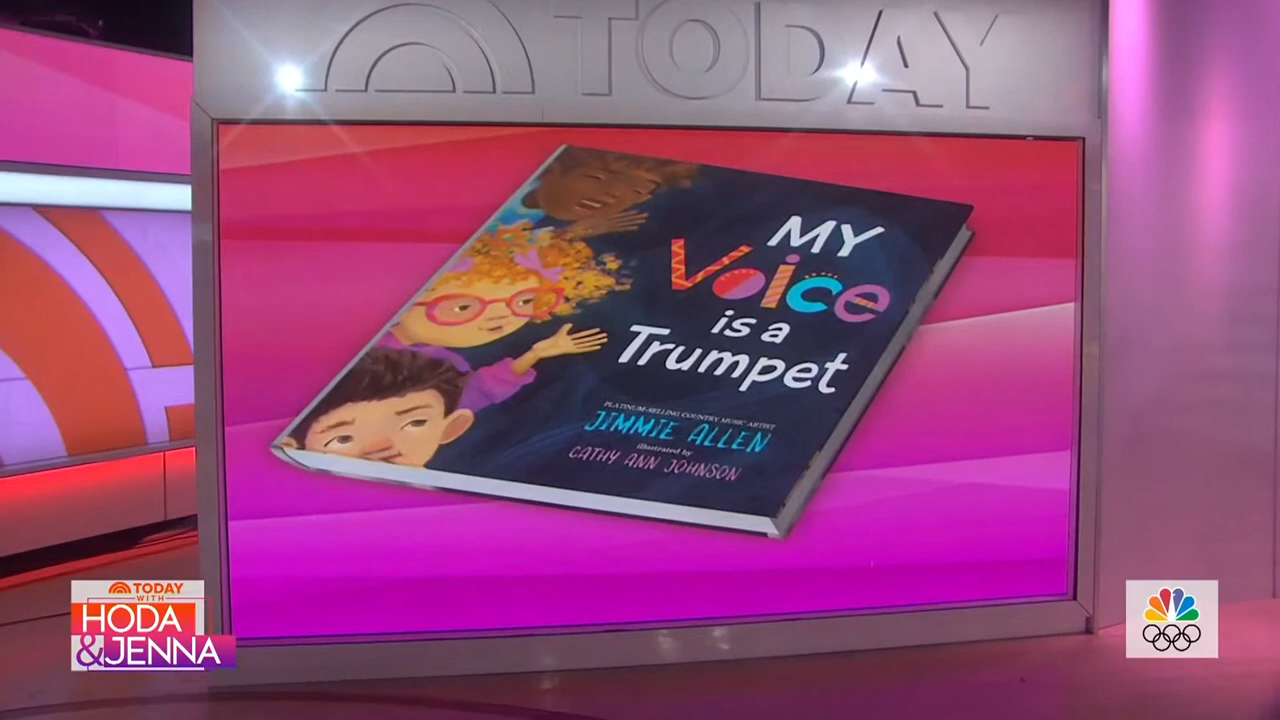 TODAY
MY
Voice
is a
Trumpet
PLATINUM-SELLING COUNTRY MUSIC ARTIST
JIMMIE ALLEN
illustrated by
CATHY ANN JOHNSON
TODAY
WITH
HODA
&JENNA